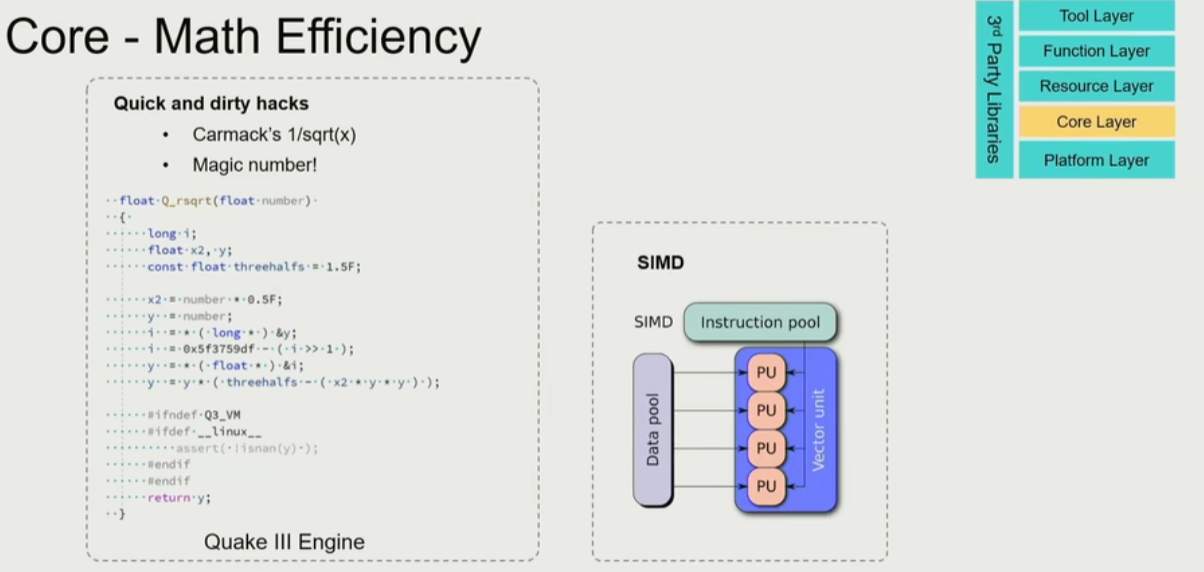 Core - Math Efficiency
3rd Party Libraries
Tool Layer
Function Layer
Resource Layer
Core Layer
Platform Layer
Quick and dirty hacks
• Carmack's 1/sqrt(x)
• Magic number!
float Q_rsqrt(float number)
{
long i;
float x2, y;
const float threehalfs = 1.5F;
x2 = number * 0.5F;
y = number;
i = * ( long * ) &y;
i = 0x5f3759df - ( i >> 1 );
y = * ( float * ) &i;
y = y * ( threehalfs - ( x2 * y * y ) );
#ifndef Q3_VM
#ifdef __linux__
assert( !isnan(y) );
#endif
#endif
return y;
}
Quake III Engine
SIMD
SIMD
Instruction pool
Data pool
PU
PU
PU
PU
Vector unit